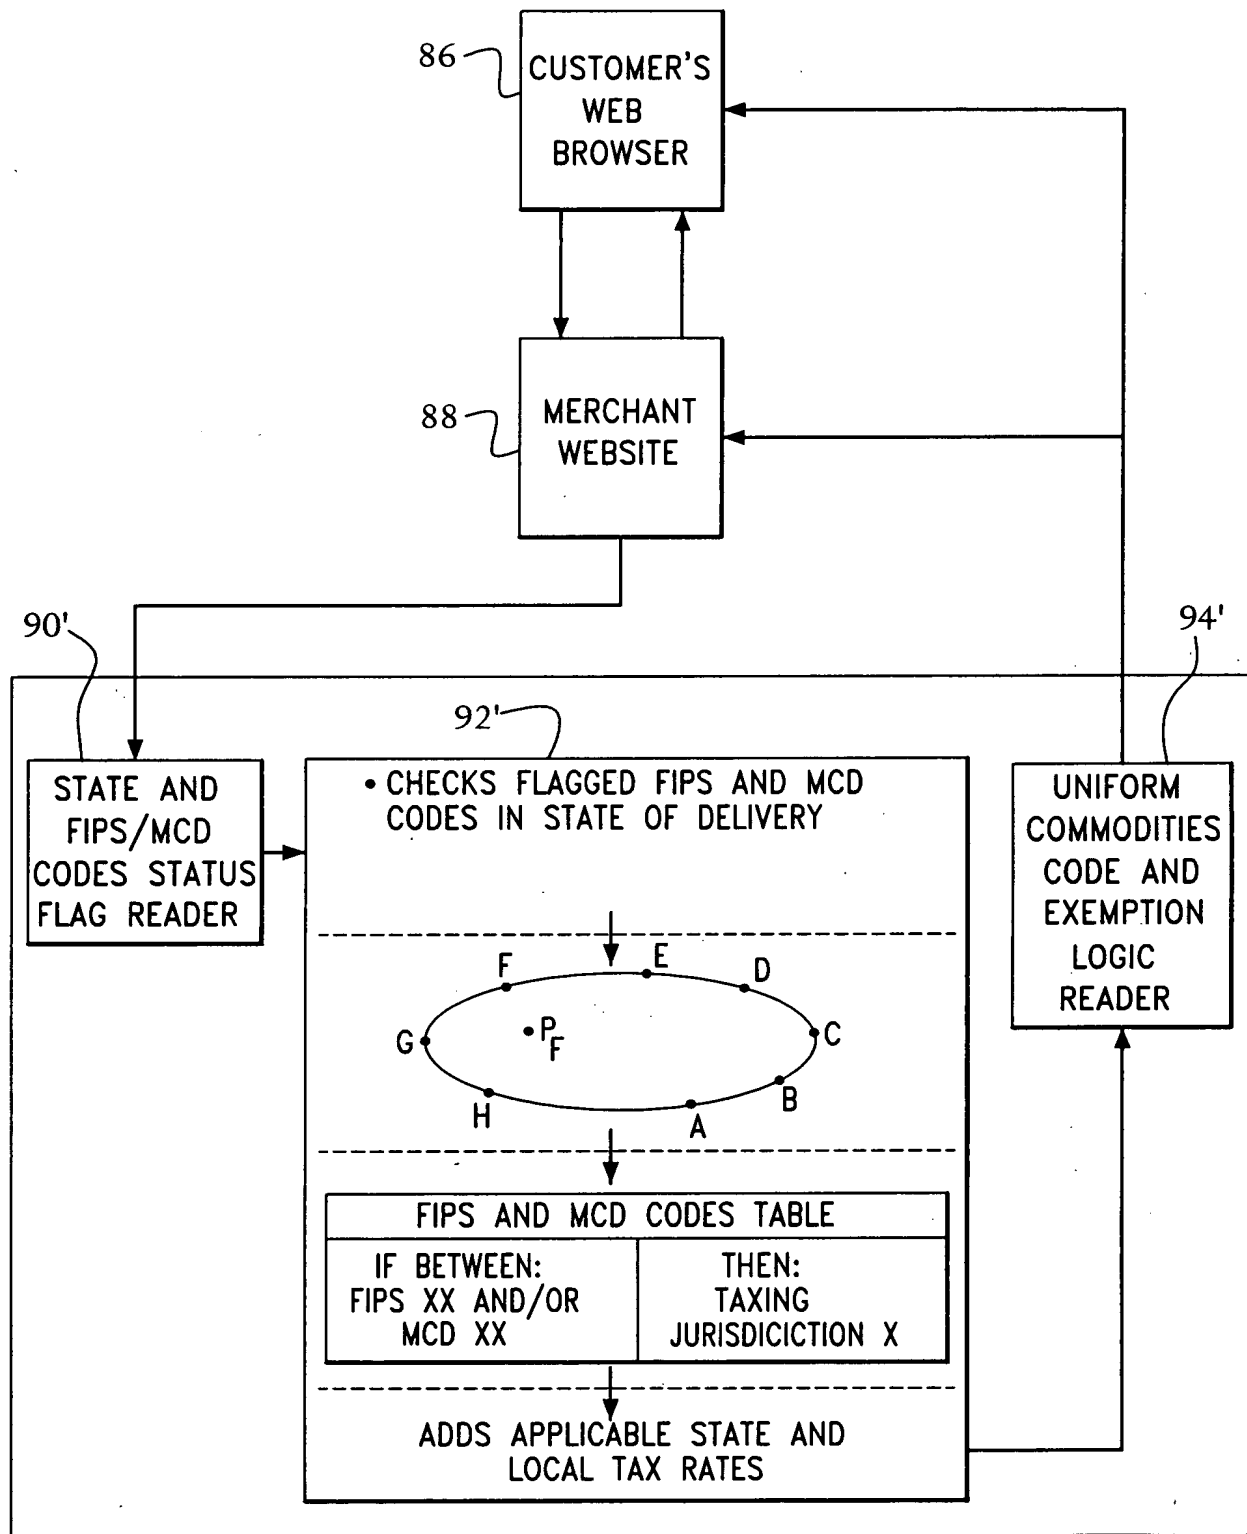 86
CUSTOMER'S
WEB
BROWSER
88
MERCHANT
WEBSITE
90'
94'
92'
STATE AND
FIPS/MCD
CODES STATUS
FLAG READER
• CHECKS FLAGGED FIPS AND MCD
CODES IN STATE OF DELIVERY
UNIFORM
COMMODITIES
CODE AND
EXEMPTION
LOGIC
READER
F
E
D
G
PF
C
H
A
B
FIPS AND MCD CODES TABLE
IF BETWEEN:
FIPS XX AND/OR
MCD XX
THEN:
TAXING
JURISDICICTION X
ADDS APPLICABLE STATE AND
LOCAL TAX RATES